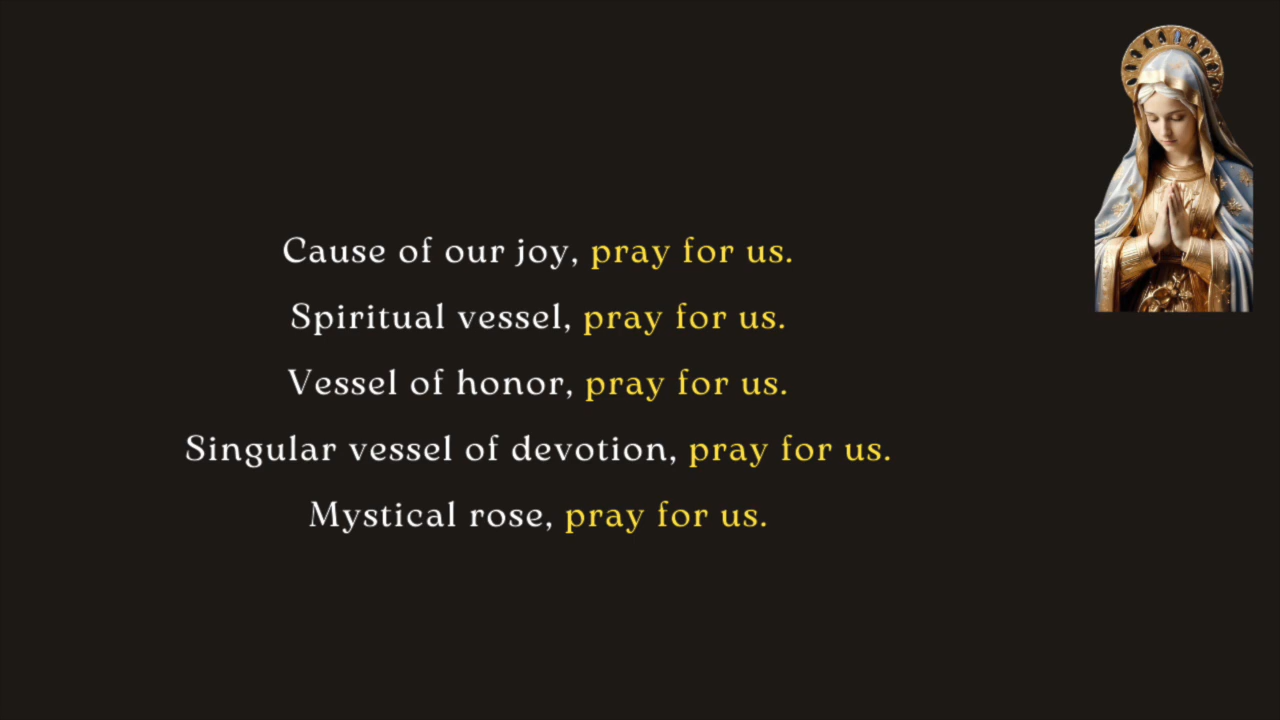 Cause of our joy, pray for us.
Spiritual vessel, pray for us.
Vessel of honor, pray for us.
Singular vessel of devotion, pray for us.
Mystical rose, pray for us.